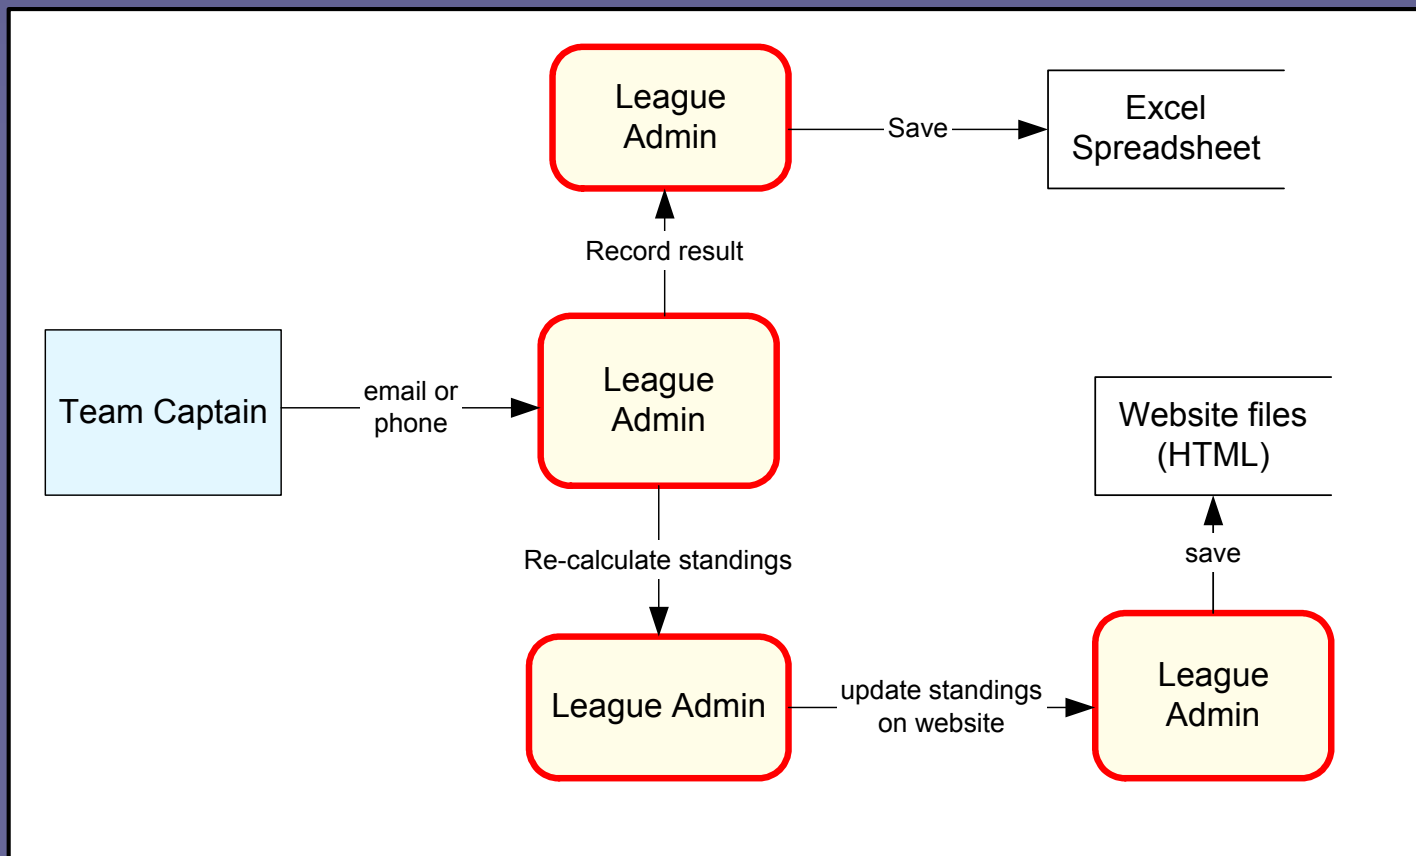 League
Admin
Save
Excel
Spreadsheet
Record result
Team Captain
email or
phone
League
Admin
Website files
(HTML)
Re-calculate standings
save
League Admin
update standings
on website
League
Admin